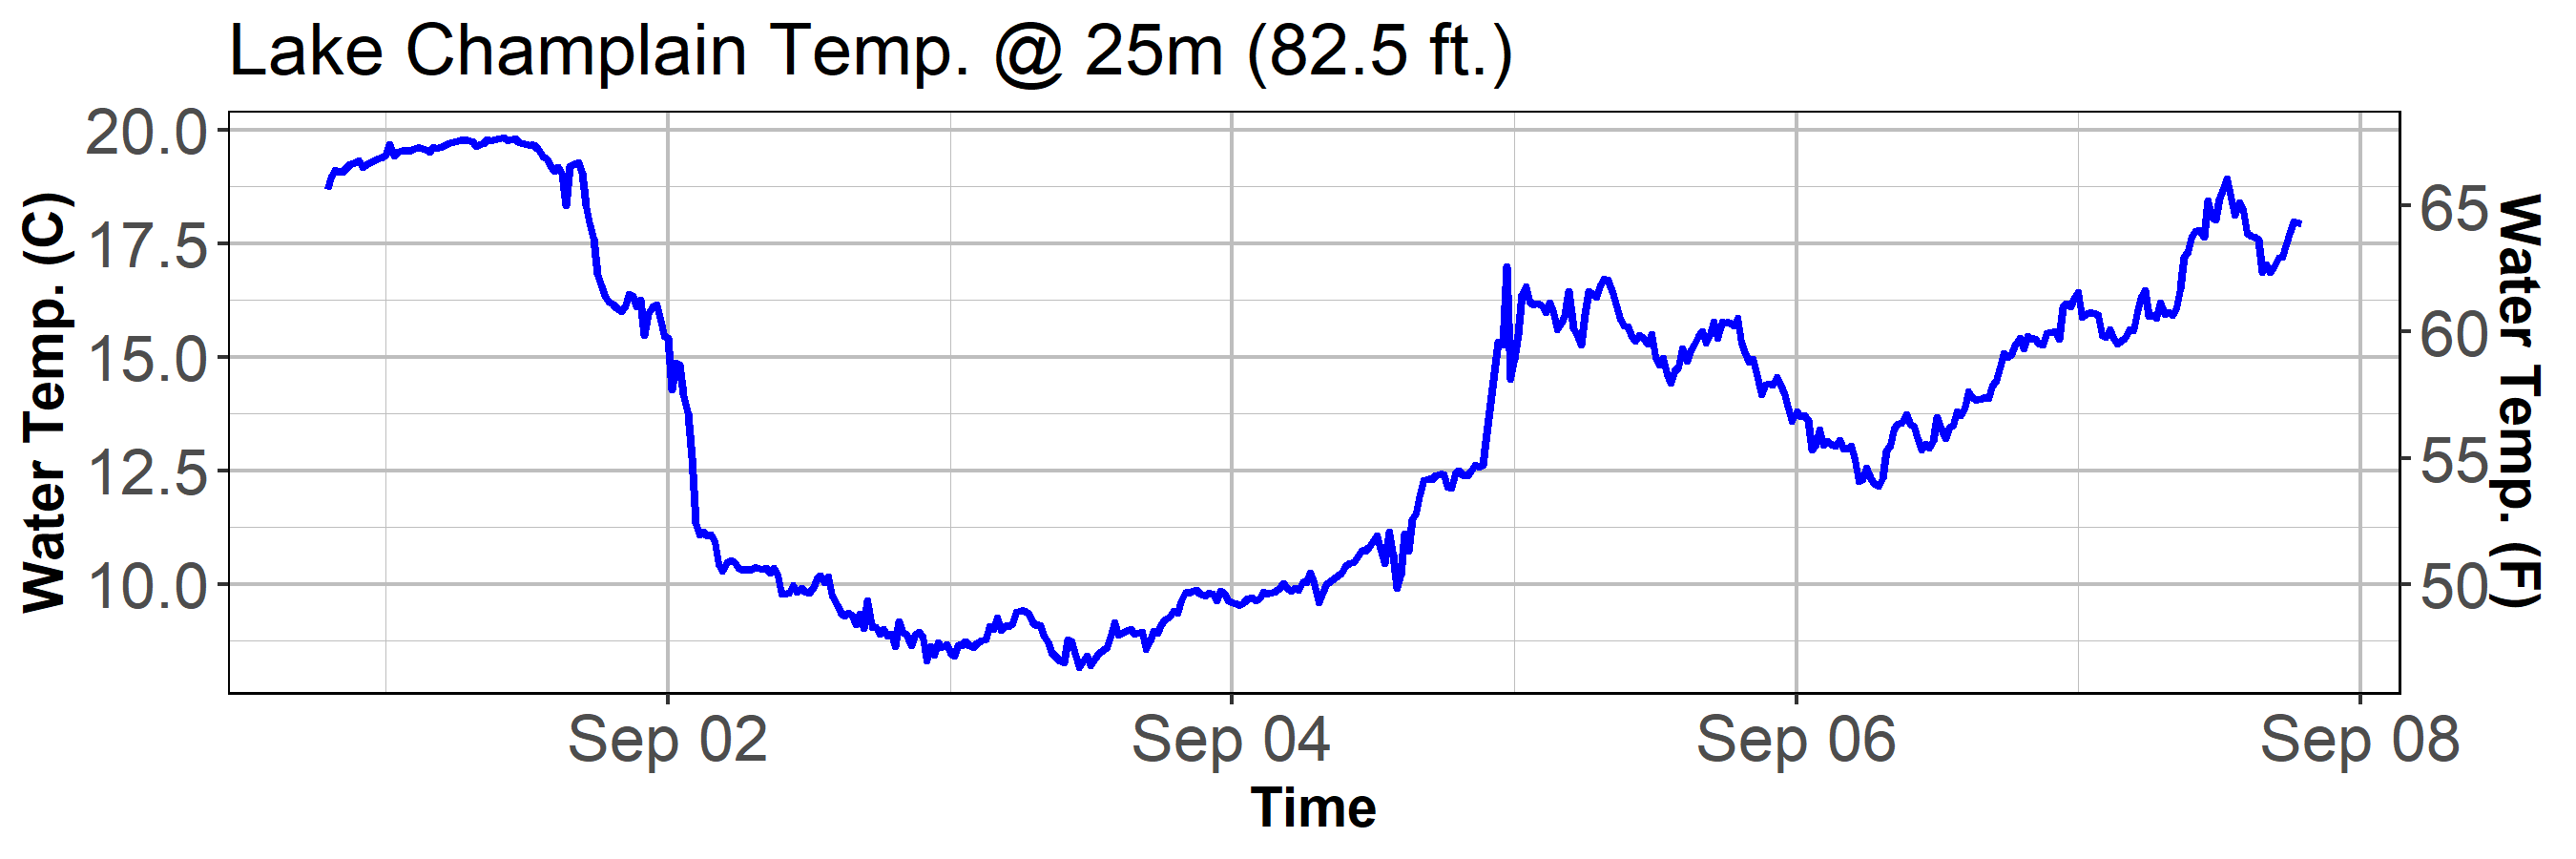 Lake Champlain Temp. @ 25m (82.5 ft.)
Water Temp. (C)
20.0
17.5
15.0
12.5
10.0
65
60
55
50
Water Temp. (F)
Sep 02
Sep 04
Sep 06
Sep 08
Time